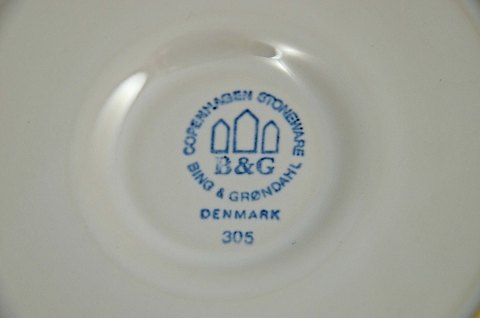 COPENHAGEN STONEWARE
B&G
BING & GRØNDAHL
DENMARK
305